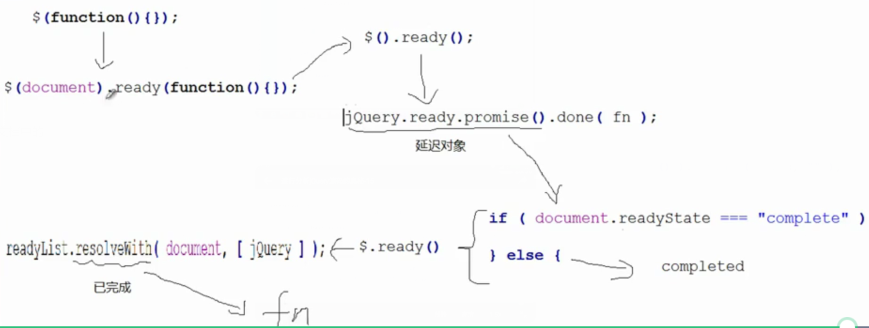 $(function(){});
$().ready();
$(document).ready(function(){});
jQuery.ready.promise().done( fn );
延迟对象
if ( document.readyState === "complete" )
readyList.resolveWith( document, [ jQuery ] );
$.ready()
} else {
completed
已完成
fn